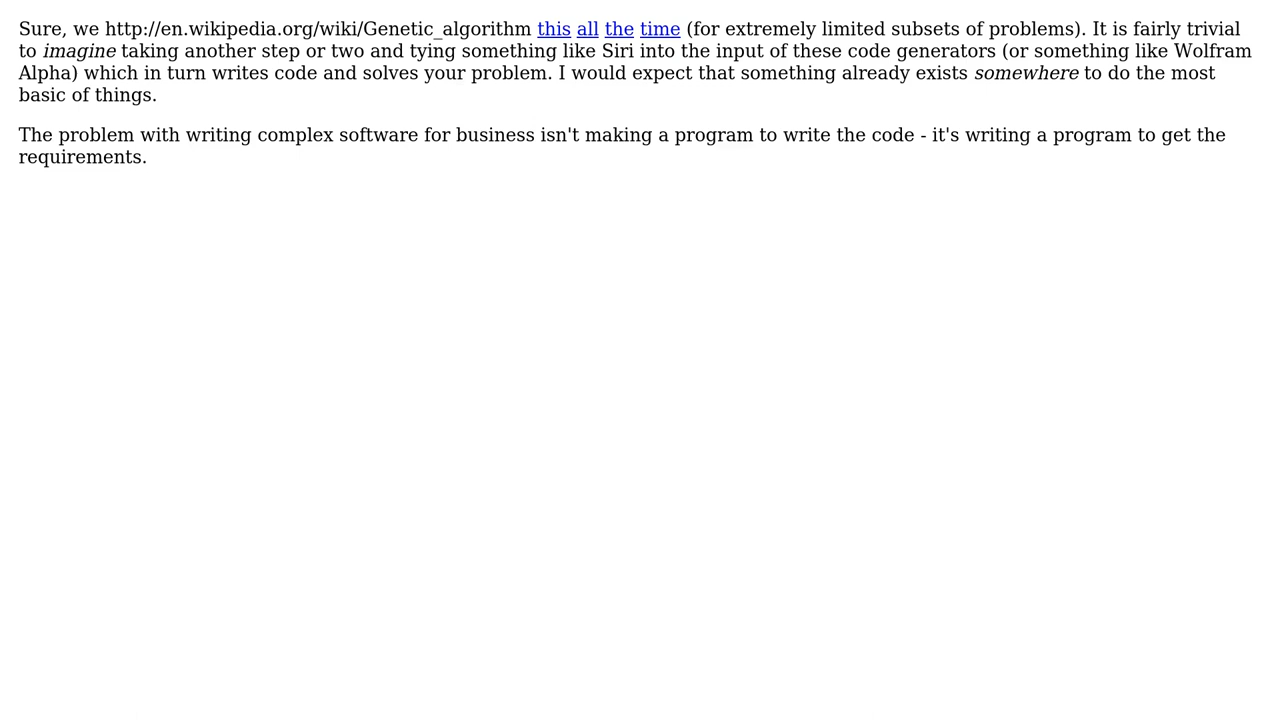 Sure, we http://en.wikipedia.org/wiki/Genetic_algorithm this all the time (for extremely limited subsets of problems). It is fairly trivial
to imagine taking another step or two and tying something like Siri into the input of these code generators (or something like Wolfram
Alpha) which in turn writes code and solves your problem. I would expect that something already exists somewhere to do the most
basic of things.
The problem with writing complex software for business isn't making a program to write the code - it's writing a program to get the
requirements.